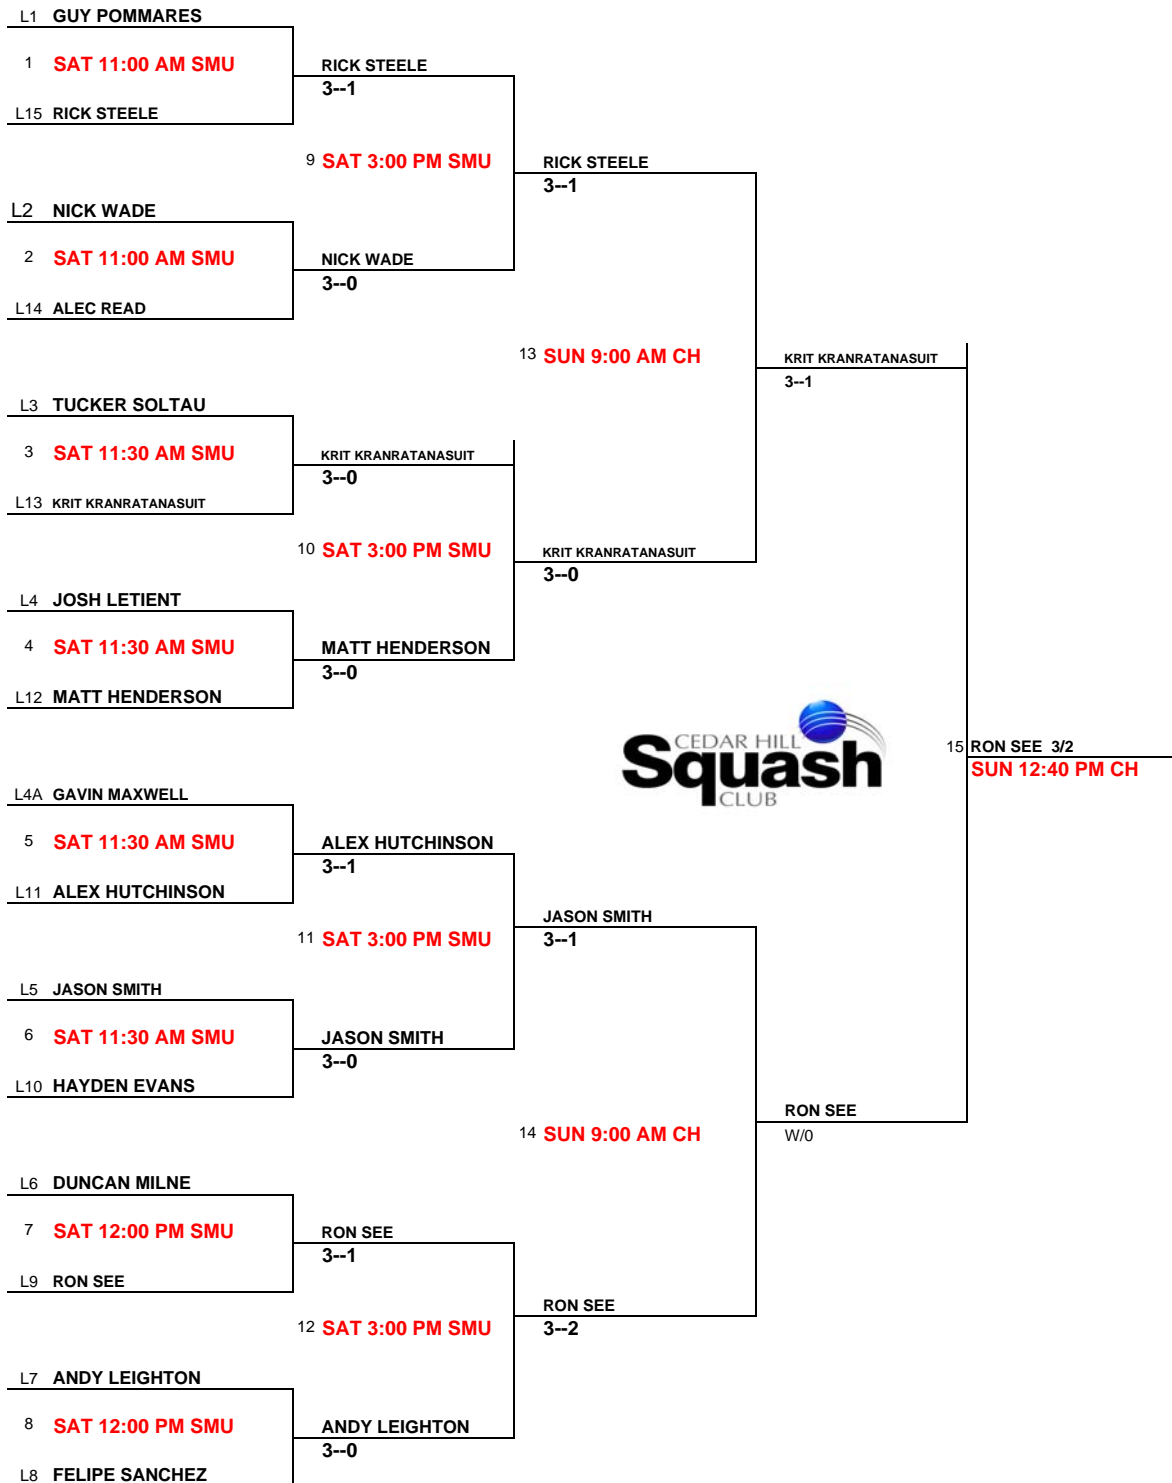 L1 GUY POMMARES
1 SAT 11:00 AM SMU
RICK STEELE
3--1
L15 RICK STEELE
9 SAT 3:00 PM SMU
RICK STEELE
3--1
L2 NICK WADE
2 SAT 11:00 AM SMU
NICK WADE
3--0
L14 ALEC READ
13 SUN 9:00 AM CH
KRIT KRANRATANASUIT
3--1
L3 TUCKER SOLTAU
3 SAT 11:30 AM SMU
KRIT KRANRATANASUIT
3--0
L13 KRIT KRANRATANASUIT
10 SAT 3:00 PM SMU
KRIT KRANRATANASUIT
3--0
L4 JOSH LETIENT
4 SAT 11:30 AM SMU
MATT HENDERSON
3--0
L12 MATT HENDERSON
CEDAR HILL
Squash
CLUB
15 RON SEE 3/2
SUN 12:40 PM CH
L4A GAVIN MAXWELL
5 SAT 11:30 AM SMU
ALEX HUTCHINSON
3--1
L11 ALEX HUTCHINSON
11 SAT 3:00 PM SMU
JASON SMITH
3--1
L5 JASON SMITH
6 SAT 11:30 AM SMU
JASON SMITH
3--0
L10 HAYDEN EVANS
14 SUN 9:00 AM CH
RON SEE
W/0
L6 DUNCAN MILNE
7 SAT 12:00 PM SMU
RON SEE
3--1
L9 RON SEE
12 SAT 3:00 PM SMU
RON SEE
3--2
L7 ANDY LEIGHTON
8 SAT 12:00 PM SMU
ANDY LEIGHTON
3--0
L8 FELIPE SANCHEZ